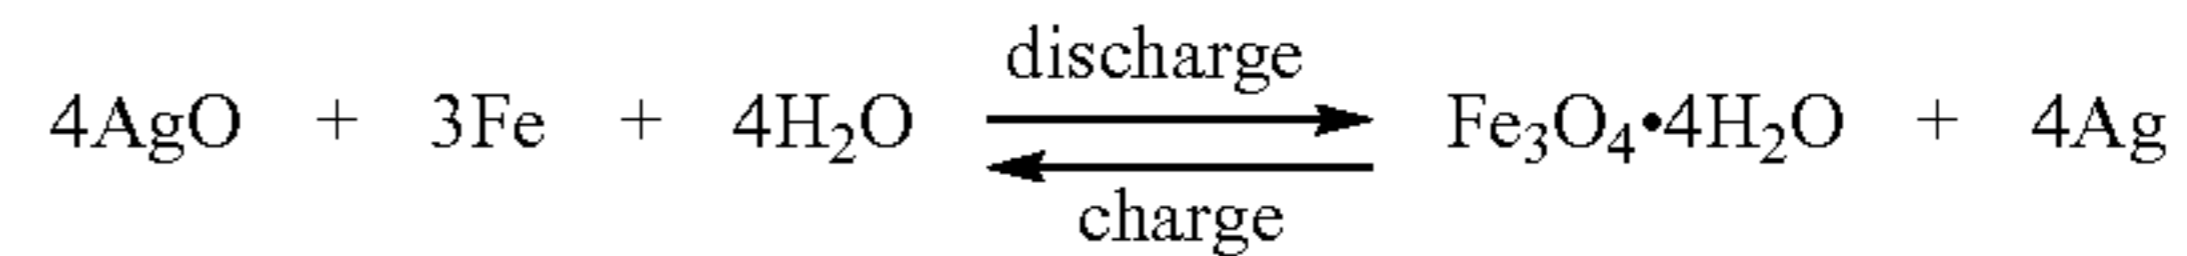 discharge
4AgO + 3Fe + 4H₂O ⇌ Fe₃O₄•4H₂O + 4Ag
charge